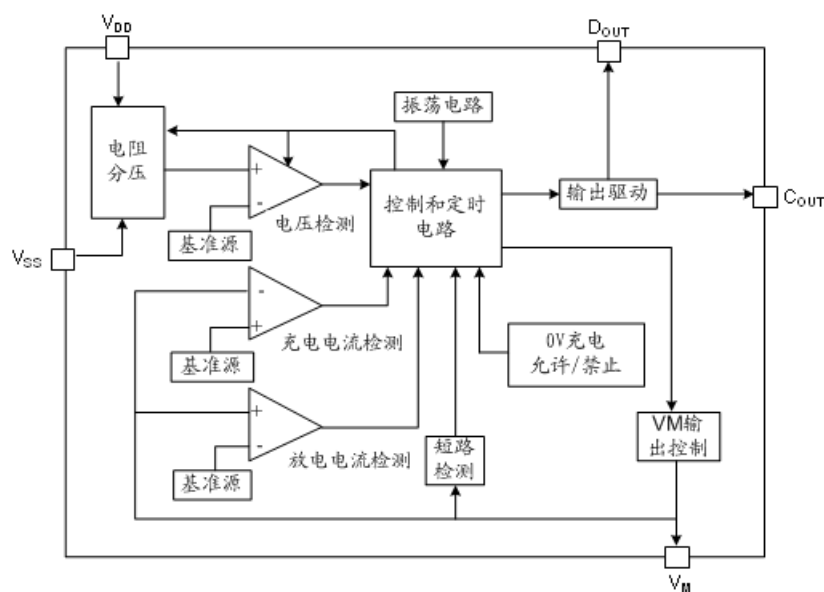 VDD
DOUT
振荡电路
电阻
分压
+
-
电压检测
控制和定时
电路
输出驱动
COUT
基准源
VSS
-
+
充电电流检测
0V充电
允许/禁止
基准源
+
-
放电电流检测
短路
检测
VM输
出控制
基准源
VM